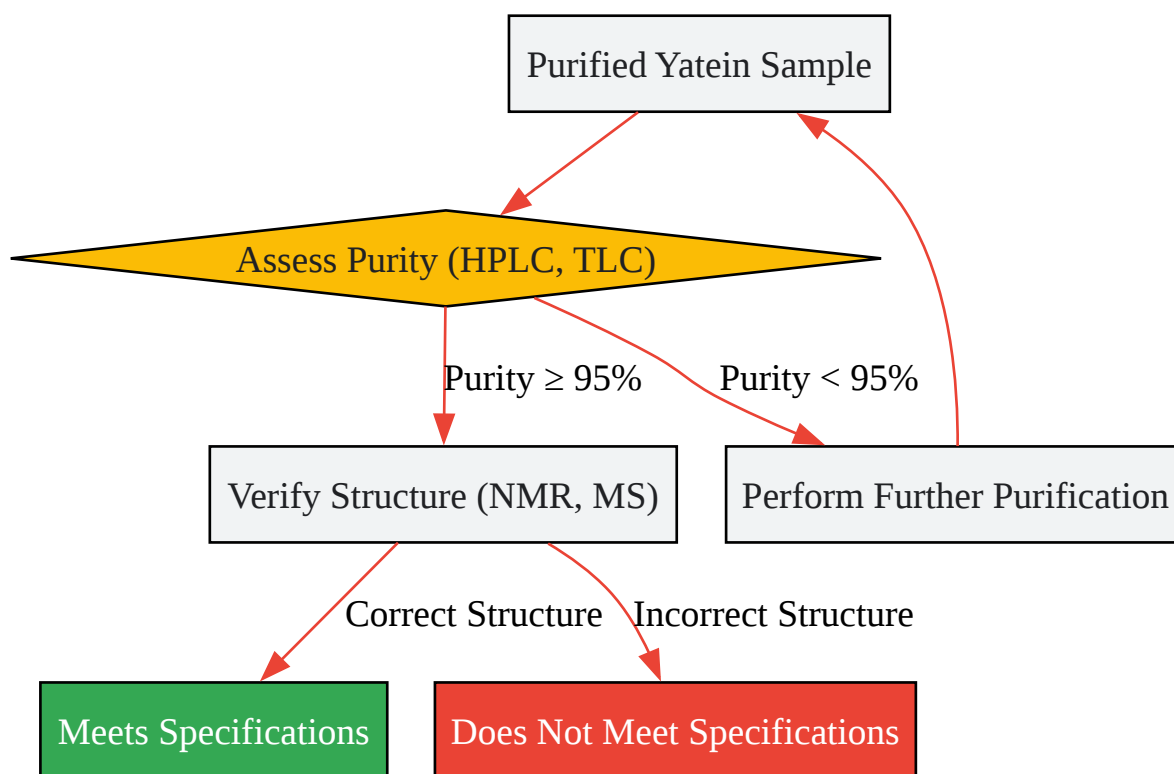 Purified Yatein Sample
Assess Purity (HPLC, TLC)
Purity ≥ 95%
Purity < 95%
Verify Structure (NMR, MS)
Perform Further Purification
Correct Structure
Incorrect Structure
Meets Specifications
Does Not Meet Specifications